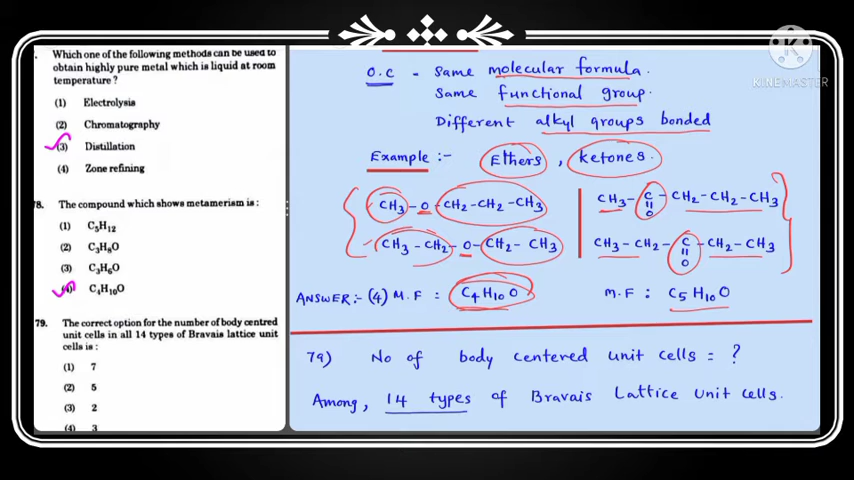 Which one of the following methods can be used to
obtain highly pure metal which is liquid at room
temperature ?
(1) Electrolysis
(2) Chromatography
(3) Distillation
(4) Zone refining
78. The compound which shows metamerism is :
(1) C₅H₁₂
(2) C₃H₈O
(3) C₃H₆O
(4) C₄H₁₀O
79. The correct option for the number of body centred
unit cells in all 14 types of Bravais lattice unit
cells is :
(1) 7
(2) 5
(3) 2
(4) 3
O.C - Same molecular formula.
Same functional group.
Different alkyl groups bonded
Example :- Ethers, ketones.
CH₃-O-CH₂-CH₂-CH₃
CH₃-CH₂-O-CH₂-CH₃
ANSWER:- (4) M.F : C₄H₁₀O
CH₃-C-CH₂-CH₂-CH₃
||
O
CH₃-CH₂-C-CH₂-CH₃
||
O
M.F : C₅H₁₀O
79) No of body centered unit cells = ?
Among, 14 types of Bravais Lattice Unit cells.
KINEMASTER